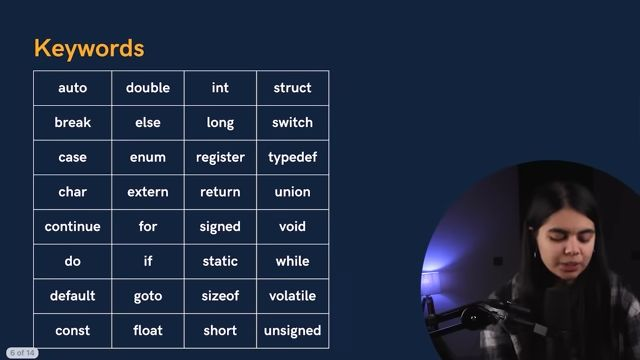 Keywords
auto double int struct
break else long switch
case enum register typedef
char extern return union
continue for signed void
do if static while
default goto sizeof volatile
const float short unsigned
6 of 14